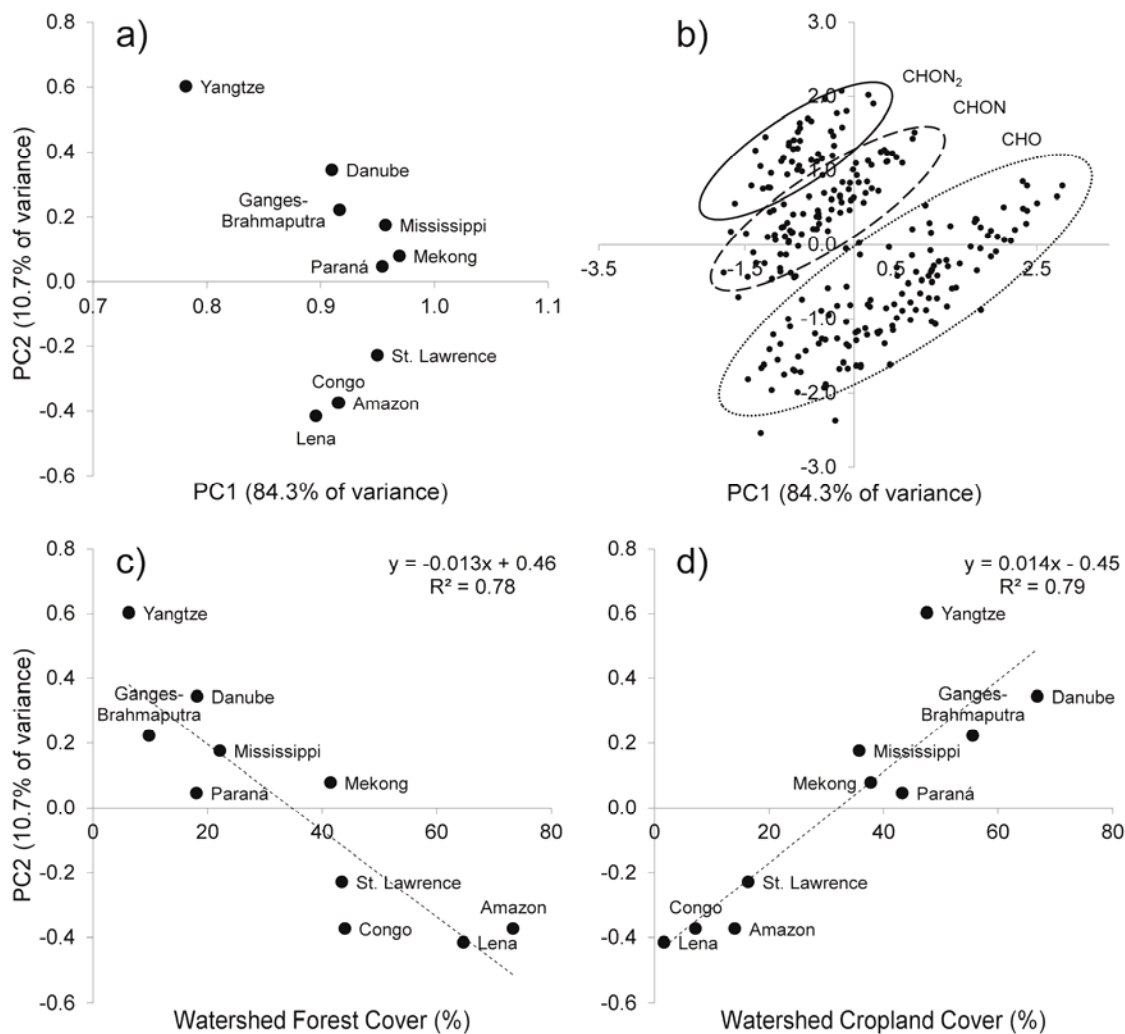 a)
0.8
0.6
0.4
0.2
0.0
-0.2
-0.4
-0.6
0.7
0.8
0.9
1.0
1.1
PC2 (10.7% of variance)
PC1 (84.3% of variance)
Yangtze
Danube
Ganges-
Brahmaputra
Mississippi
Mekong
Paraná
St. Lawrence
Congo
Amazon
Lena
b)
3.0
2.0
1.0
0.0
-1.0
-2.0
-3.0
-3.5
-1.5
0.5
2.5
CHON₂
CHON
CHO
PC1 (84.3% of variance)
c)
y = -0.013x + 0.46
R² = 0.78
0.8
0.6
0.4
0.2
0.0
-0.2
-0.4
-0.6
0
20
40
60
80
PC2 (10.7% of variance)
Yangtze
Ganges-
Brahmaputra
Danube
Mississippi
Paraná
Mekong
St. Lawrence
Congo
Amazon
Lena
Watershed Forest Cover (%)
d)
y = 0.014x - 0.45
R² = 0.79
0.8
0.6
0.4
0.2
0.0
-0.2
-0.4
-0.6
0
20
40
60
80
Yangtze
Ganges-
Brahmaputra
Danube
Mississippi
Mekong
Paraná
St. Lawrence
Congo
Amazon
Lena
Watershed Cropland Cover (%)